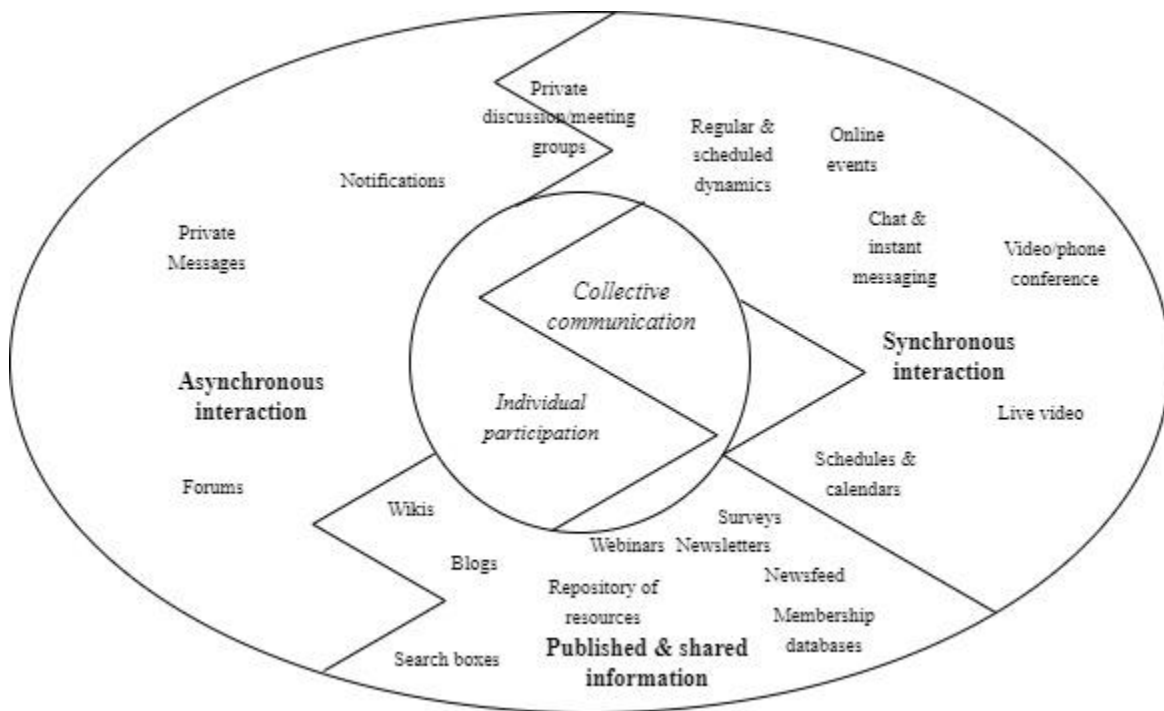 Private
discussion/meeting
groups
Regular &
scheduled
dynamics
Online
events
Notifications
Private
Messages
Chat &
instant
messaging
Video/phone
conference
Collective
communication
Synchronous
interaction
Asynchronous
interaction
Individual
participation
Live video
Schedules &
calendars
Forums
Wikis
Surveys
Webinars
Newsletters
Blogs
Newsfeed
Repository of
resources
Membership
databases
Search boxes
Published & shared
information